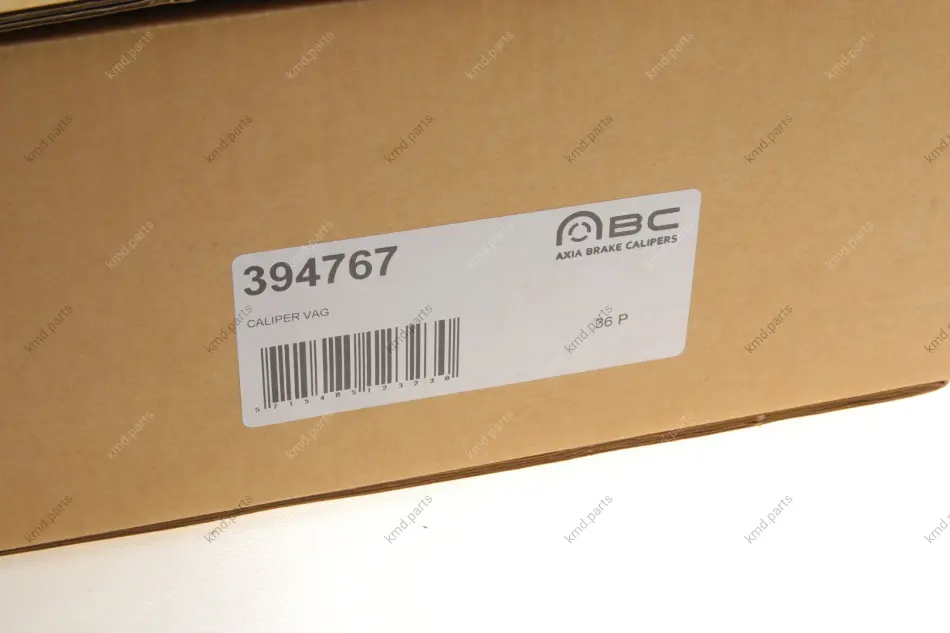 394767
ABC
AXIA BRAKE CALIPERS
CALIPER VAG
36 P
kmd.parts